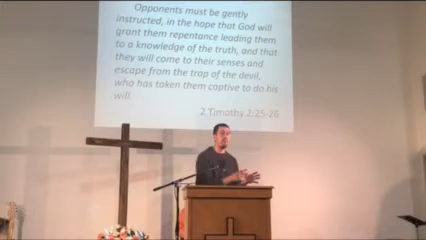 Opponents must be gently
instructed, in the hope that God will
grant them repentance leading them
to a knowledge of the truth, and that
they will come to their senses and
escape from the trap of the devil,
who has taken them captive to do his
will.
2 Timothy 2:25-26